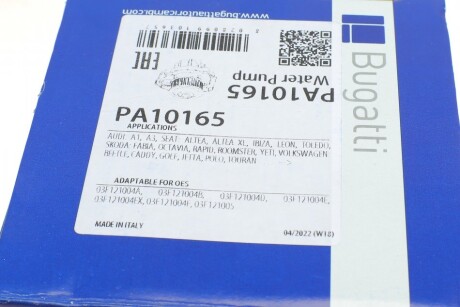 www.bugattiautoricambi.com
Bugatti
EAC
PA10165
Water Pump
PA10165
APPLICATIONS
AUDI: A1, A3, SEAT: ALTEA, ALTEA XL, IBIZA, LEON, TOLEDO,
SKODA: FABIA, OCTAVIA, RAPID, ROOMSTER, YETI, VOLKSWAGEN:
BEETLE, CADDY, GOLF, JETTA, POLO, TOURAN
ADAPTABLE FOR OES
03F121004A, 03F121004B, 03F121004D, 03F121004E,
03F121004EX, 03F121004F, 03F121005
MADE IN ITALY
04/2022 (W18)